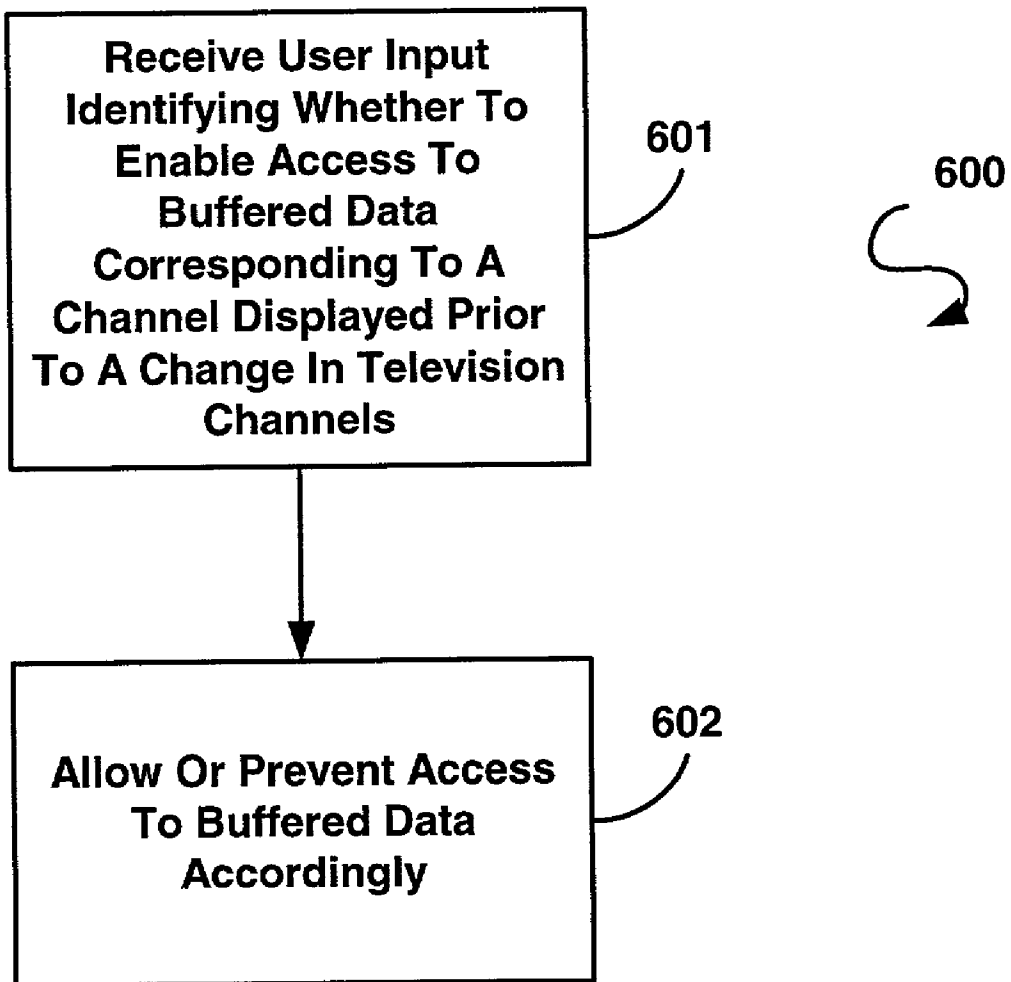 Receive User Input
Identifying Whether To
Enable Access To
Buffered Data
Corresponding To A
Channel Displayed Prior
To A Change In Television
Channels
601
600
Allow Or Prevent Access
To Buffered Data
Accordingly
602